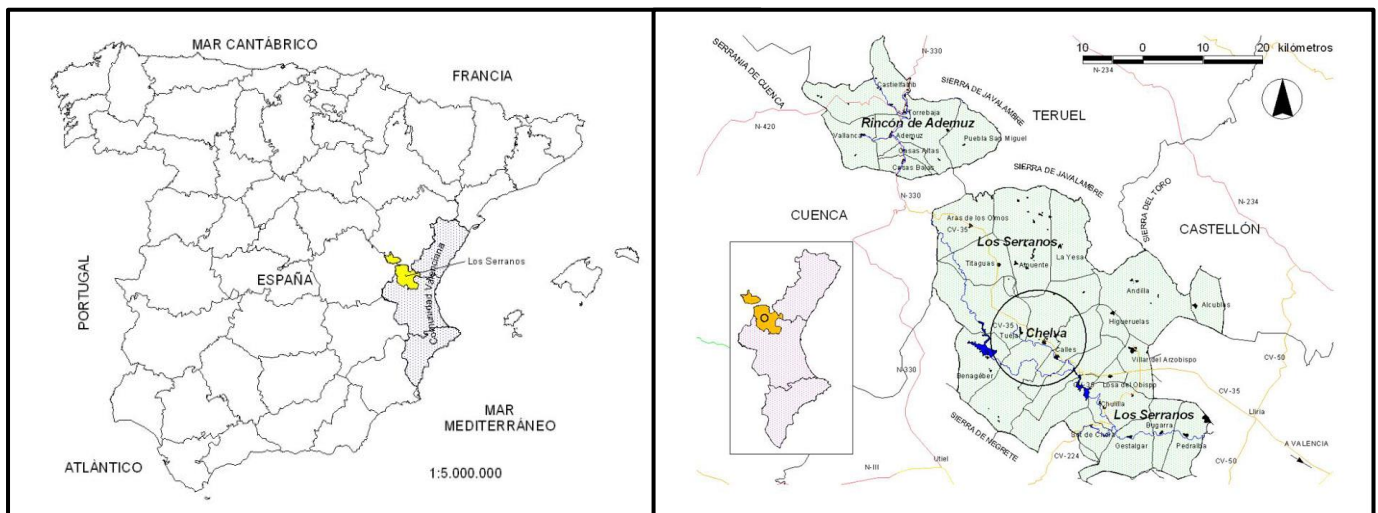 MAR CANTÁBRICO
FRANCIA
PORTUGAL
ESPAÑA
Los Serranos
Comunidad Valenciana
MAR
MEDITERRÁNEO
ATLÀNTICO
1:5.000.000
10 0 10 20 kilómetros
N-330
N-234
SERRANIA DE CUENCA
SIERRA DE JAVALAMBRE
TERUEL
Castielfabib
Torrebaja
Rincón de Ademuz
N-420
Vallanca
Ademuz
Puebla San Miguel
Casas Altas
Casas Bajas
SIERRA DE JAVALAMBRE
N-330
SIERRA DEL TORO
N-234
CUENCA
CASTELLÓN
Aras de los Olmos
CV-35
Los Serranos
La Yesa
Titaguas
Alpuente
Andilla
Alcublas
Higueruelas
CV-35
Chelva
Tuejar
Calles
Villar del Arzobispo
CV-50
N-330
Benagéber
CV-35
Losa del Obispo
CV-35
Chulilla
Los Serranos
Lliria
SIERRA DE NEGRETE
Bugarra
Sot de Chera
Gestalgar
Pedralba
A VALENCIA
Utiel
CV-224
CV-50
N-III